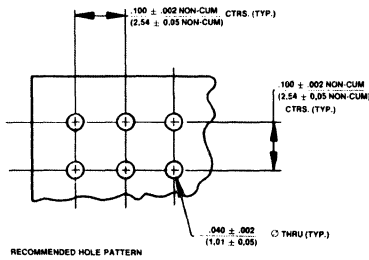 .100 ± .002 NON-CUM
(2.54 ± 0,05 NON-CUM)
CTRS. (TYP.)
.100 ± .002 NON-CUM
(2.54 ± 0,05 NON-CUM)
CTRS. (TYP.)
.040 ± .002
(1,01 ± 0,05)
∅ THRU (TYP.)
RECOMMENDED HOLE PATTERN